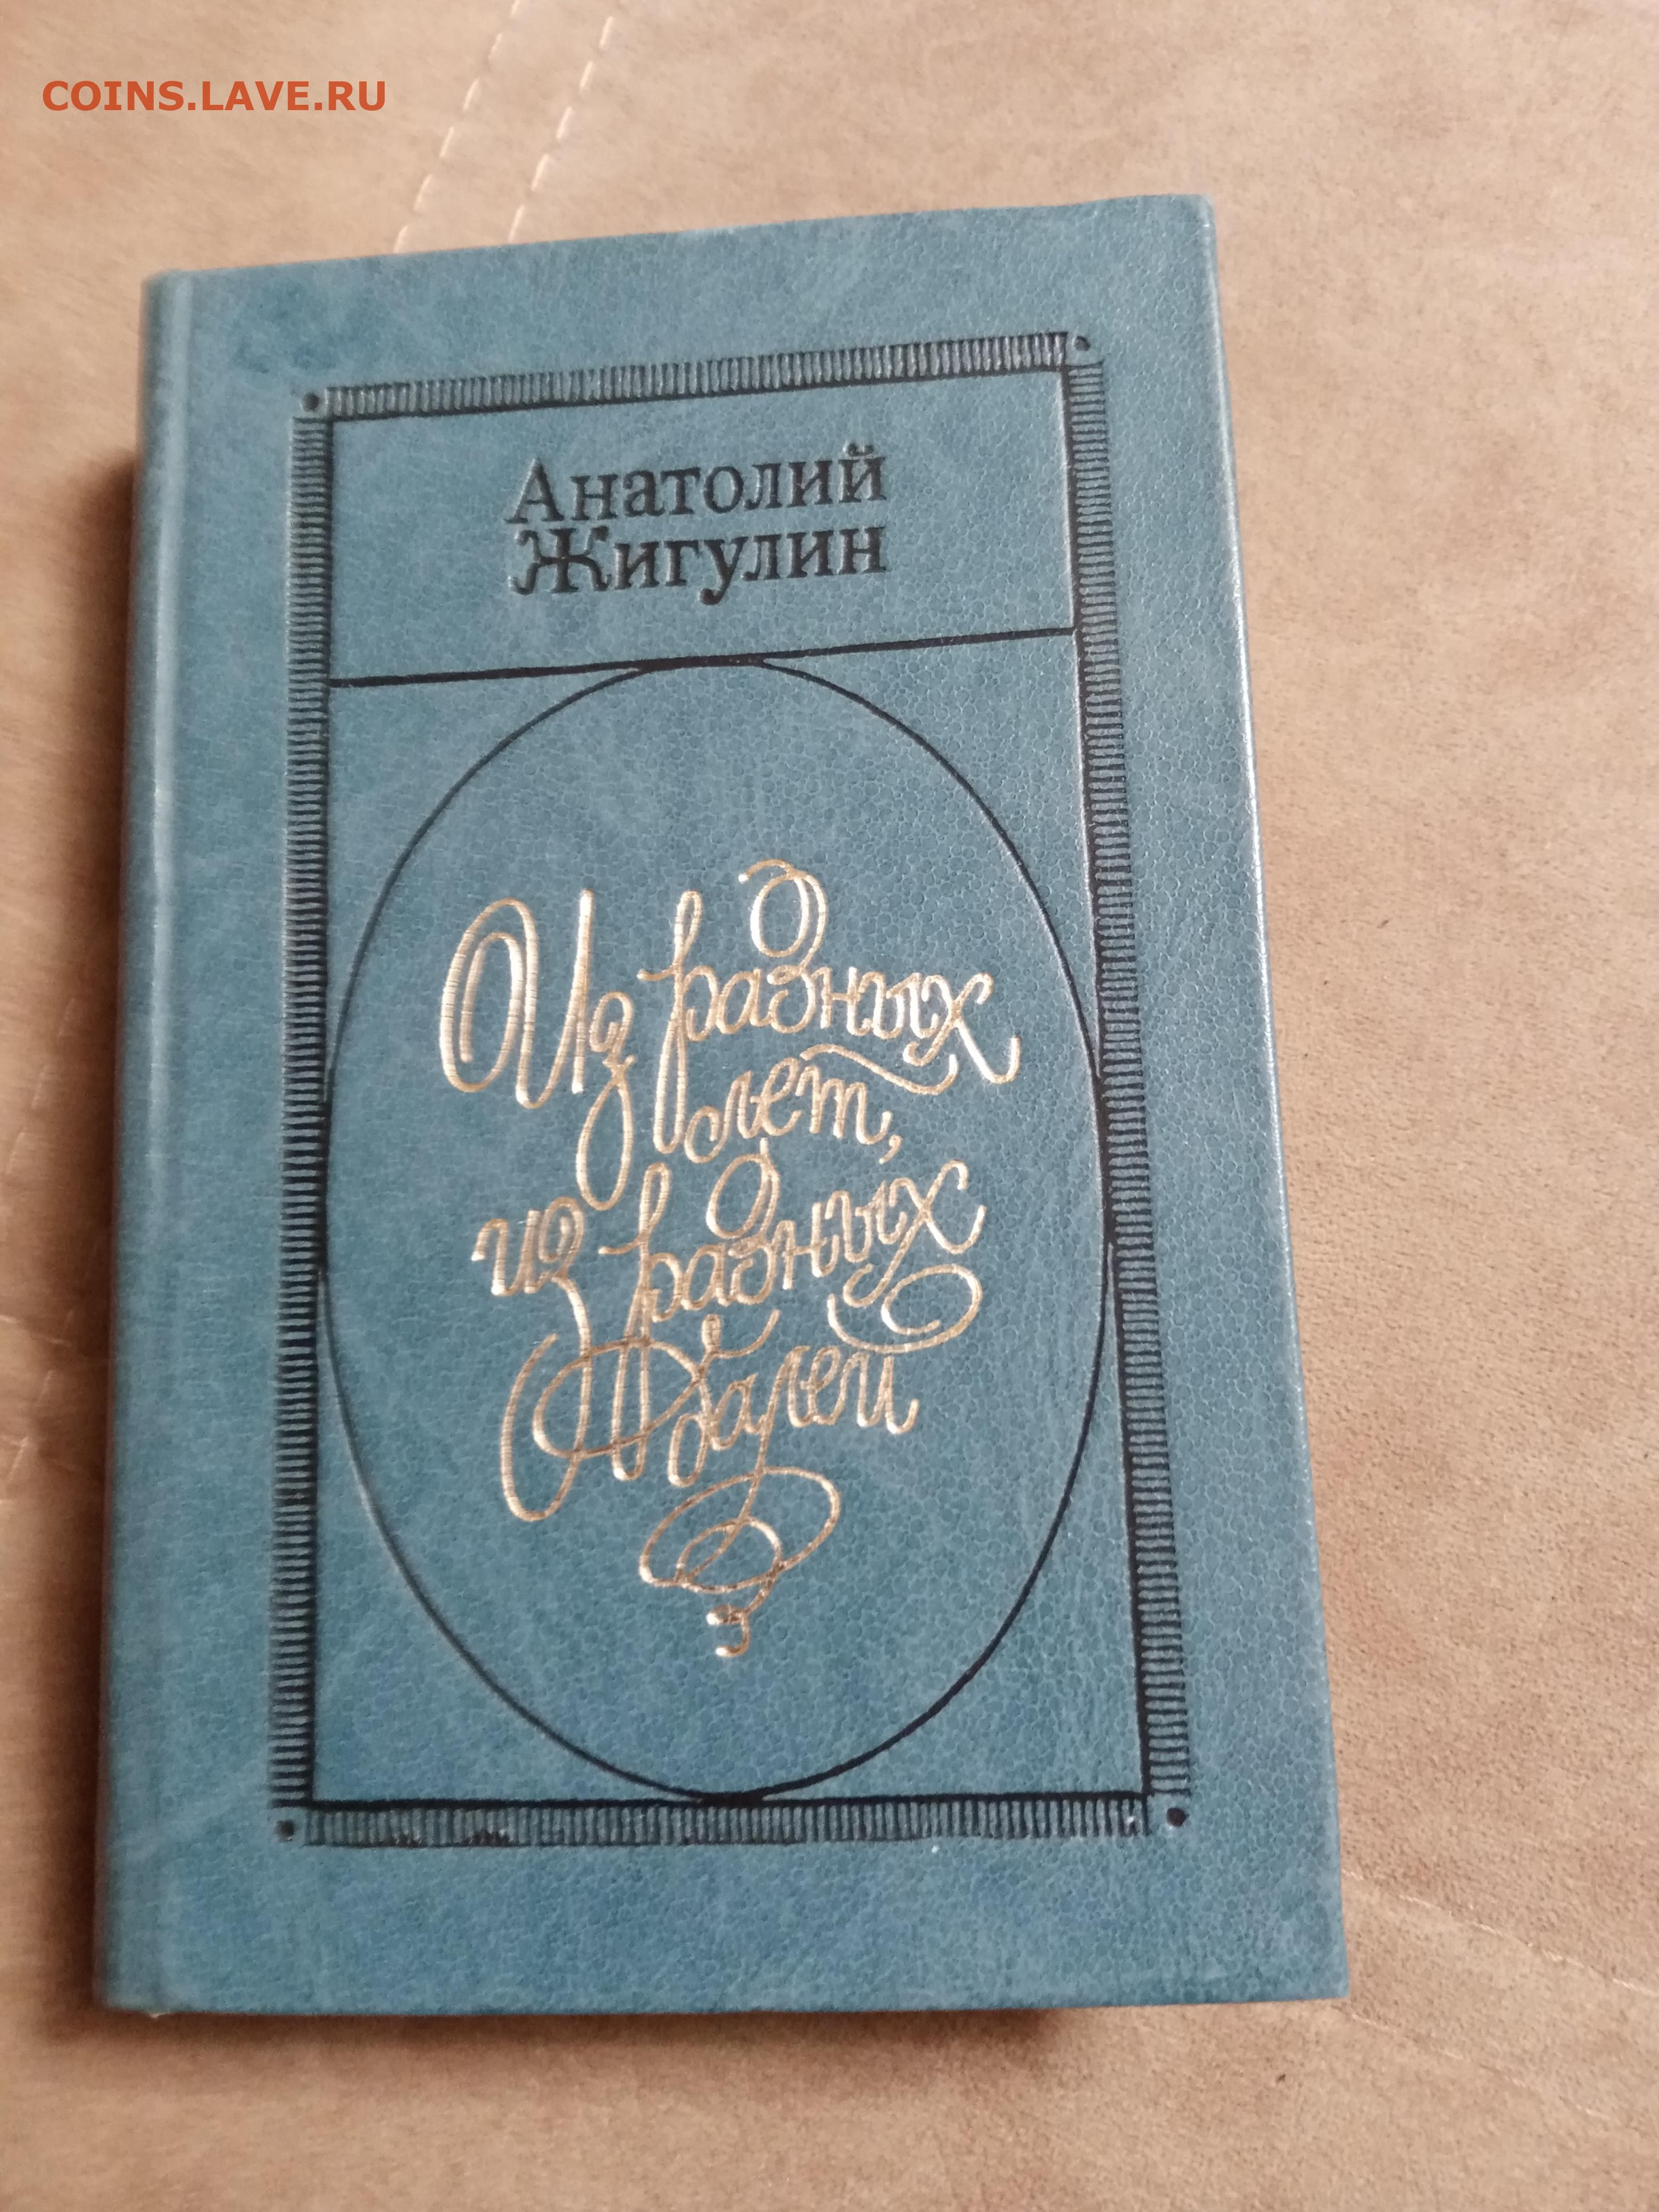 COINS.LAVE.RU
Анатолий
Жигулин
Из разных
лет,
из разных
далей